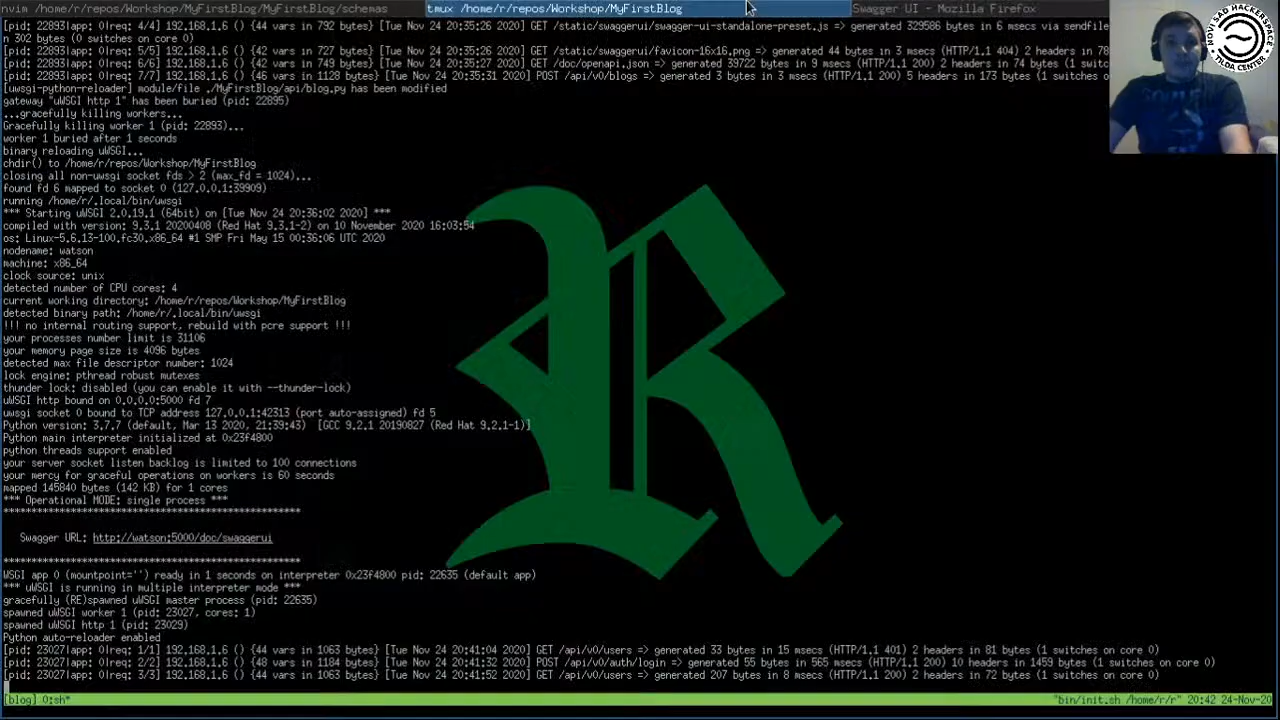 nvim /home/r/repos/Workshop/MyFirstBlog/MyFirstBlog/schemas
tmux /home/r/repos/Workshop/MyFirstBlog
Swagger UI - Mozilla Firefox
[pid: 22893|app: 0|req: 4/4] 192.168.1.6 () {44 vars in 792 bytes} [Tue Nov 24 20:35:26 2020] GET /static/swaggerui/swagger-ui-standalone-preset.js => generated 329586 bytes in 6 msecs via sendfile
n 302 bytes (0 switches on core 0)
[pid: 22893|app: 0|req: 5/5] 192.168.1.6 () {42 vars in 727 bytes} [Tue Nov 24 20:35:26 2020] GET /static/swaggerui/favicon-16x16.png => generated 44 bytes in 3 msecs (HTTP/1.1 404) 2 headers in 78
[pid: 22893|app: 0|req: 6/6] 192.168.1.6 () {42 vars in 749 bytes} [Tue Nov 24 20:35:27 2020] GET /doc/openapi.json => generated 39722 bytes in 9 msecs (HTTP/1.1 200) 2 headers in 74 bytes (1 switches o
[pid: 22893|app: 0|req: 7/7] 192.168.1.6 () {46 vars in 1128 bytes} [Tue Nov 24 20:35:31 2020] POST /api/v0/blogs => generated 3 bytes in 3 msecs (HTTP/1.1 200) 5 headers in 173 bytes (1 switches on
[uwsgi-python-reloader] module/file ./MyFirstBlog/api/blog.py has been modified
gateway "uWSGI http 1" has been buried (pid: 22895)
...gracefully killing workers...
Gracefully killing worker 1 (pid: 22893)...
worker 1 buried after 1 seconds
binary reloading uWSGI...
chdir() to /home/r/repos/Workshop/MyFirstBlog
closing all non-uwsgi socket fds > 2 (max_fd = 1024)...
found fd 6 mapped to socket 0 (127.0.0.1:39909)
running /home/r/.local/bin/uwsgi
*** Starting uWSGI 2.0.19.1 (64bit) on [Tue Nov 24 20:36:02 2020] ***
compiled with version: 9.3.1 20200408 (Red Hat 9.3.1-2) on 10 November 2020 16:03:54
os: Linux-5.6.13-100.fc30.x86_64 #1 SMP Fri May 15 00:36:06 UTC 2020
nodename: watson
machine: x86_64
clock source: unix
detected number of CPU cores: 4
current working directory: /home/r/repos/Workshop/MyFirstBlog
detected binary path: /home/r/.local/bin/uwsgi
!!! no internal routing support, rebuild with pcre support !!!
your processes number limit is 31106
your memory page size is 4096 bytes
detected max file descriptor number: 1024
lock engine: pthread robust mutexes
thunder lock: disabled (you can enable it with --thunder-lock)
uWSGI http bound on 0.0.0.0:5000 fd 7
uwsgi socket 0 bound to TCP address 127.0.0.1:42313 (port auto-assigned) fd 5
Python version: 3.7.7 (default, Mar 13 2020, 21:39:43)  [GCC 9.2.1 20190827 (Red Hat 9.2.1-1)]
Python main interpreter initialized at 0x23f4800
python threads support enabled
your server socket listen backlog is limited to 100 connections
your mercy for graceful operations on workers is 60 seconds
mapped 145840 bytes (142 KB) for 1 cores
*** Operational MODE: single process ***
**************************************************
Swagger URL: http://watson:5000/doc/swaggerui
**************************************************
WSGI app 0 (mountpoint='') ready in 1 seconds on interpreter 0x23f4800 pid: 22635 (default app)
*** uWSGI is running in multiple interpreter mode ***
gracefully (RE)spawned uWSGI master process (pid: 22635)
spawned uWSGI worker 1 (pid: 23027, cores: 1)
spawned uWSGI http 1 (pid: 23029)
Python auto-reloader enabled
[pid: 23027|app: 0|req: 1/1] 192.168.1.6 () {44 vars in 1063 bytes} [Tue Nov 24 20:41:04 2020] GET /api/v0/users => generated 33 bytes in 15 msecs (HTTP/1.1 401) 2 headers in 81 bytes (1 switches on core 0)
[pid: 23027|app: 0|req: 2/2] 192.168.1.6 () {48 vars in 1184 bytes} [Tue Nov 24 20:41:32 2020] POST /api/v0/auth/login => generated 55 bytes in 565 msecs (HTTP/1.1 200) 10 headers in 1459 bytes (1 switches on core 0)
[pid: 23027|app: 0|req: 3/3] 192.168.1.6 () {44 vars in 1063 bytes} [Tue Nov 24 20:41:52 2020] GET /api/v0/users => generated 207 bytes in 8 msecs (HTTP/1.1 200) 2 headers in 72 bytes (1 switches on core 0)
[blog] 0:sh*
"bin/init.sh /home/r/r" 20:42 24-Nov-20
R
NOVI SAD HACKERSPACE
TILDA CENTER